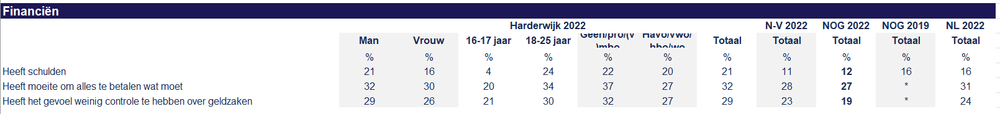 Financiën
Harderwijk 2022 N-V 2022 NOG 2022 NOG 2019 NL 2022
Man Vrouw 16-17 jaar 18-25 jaar Geen/pro/(v)mbo Havo/vwo/hbo/wo Totaal Totaal Totaal Totaal Totaal
% % % % % % % % % % %
Heeft schulden 21 16 4 24 22 20 21 11 12 16 16
Heeft moeite om alles te betalen wat moet 32 30 20 34 37 27 32 28 27 * 31
Heeft het gevoel weinig controle te hebben over geldzaken 29 26 21 30 32 27 29 23 19 * 24